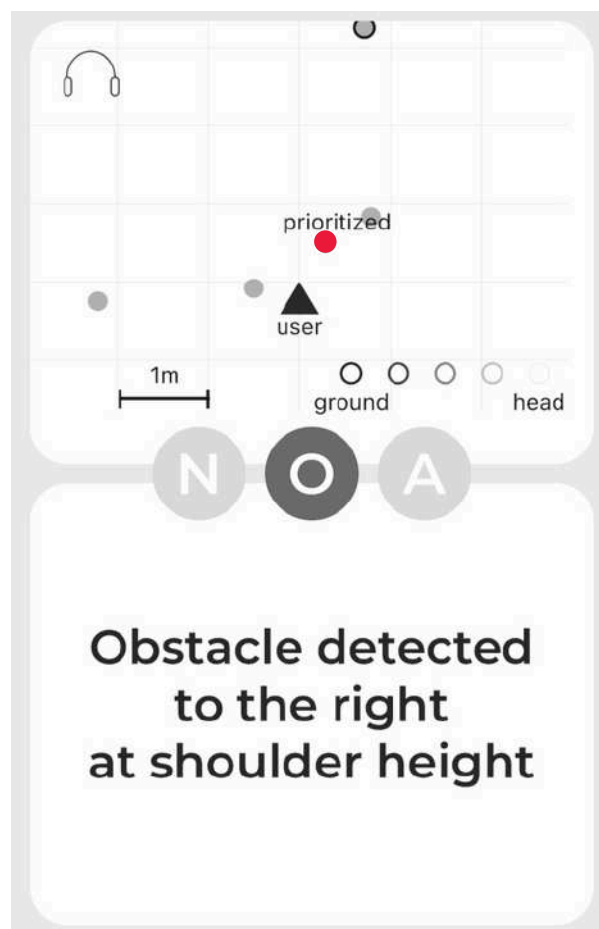 prioritized
user
1m
ground head
N O A
Obstacle detected
to the right
at shoulder height